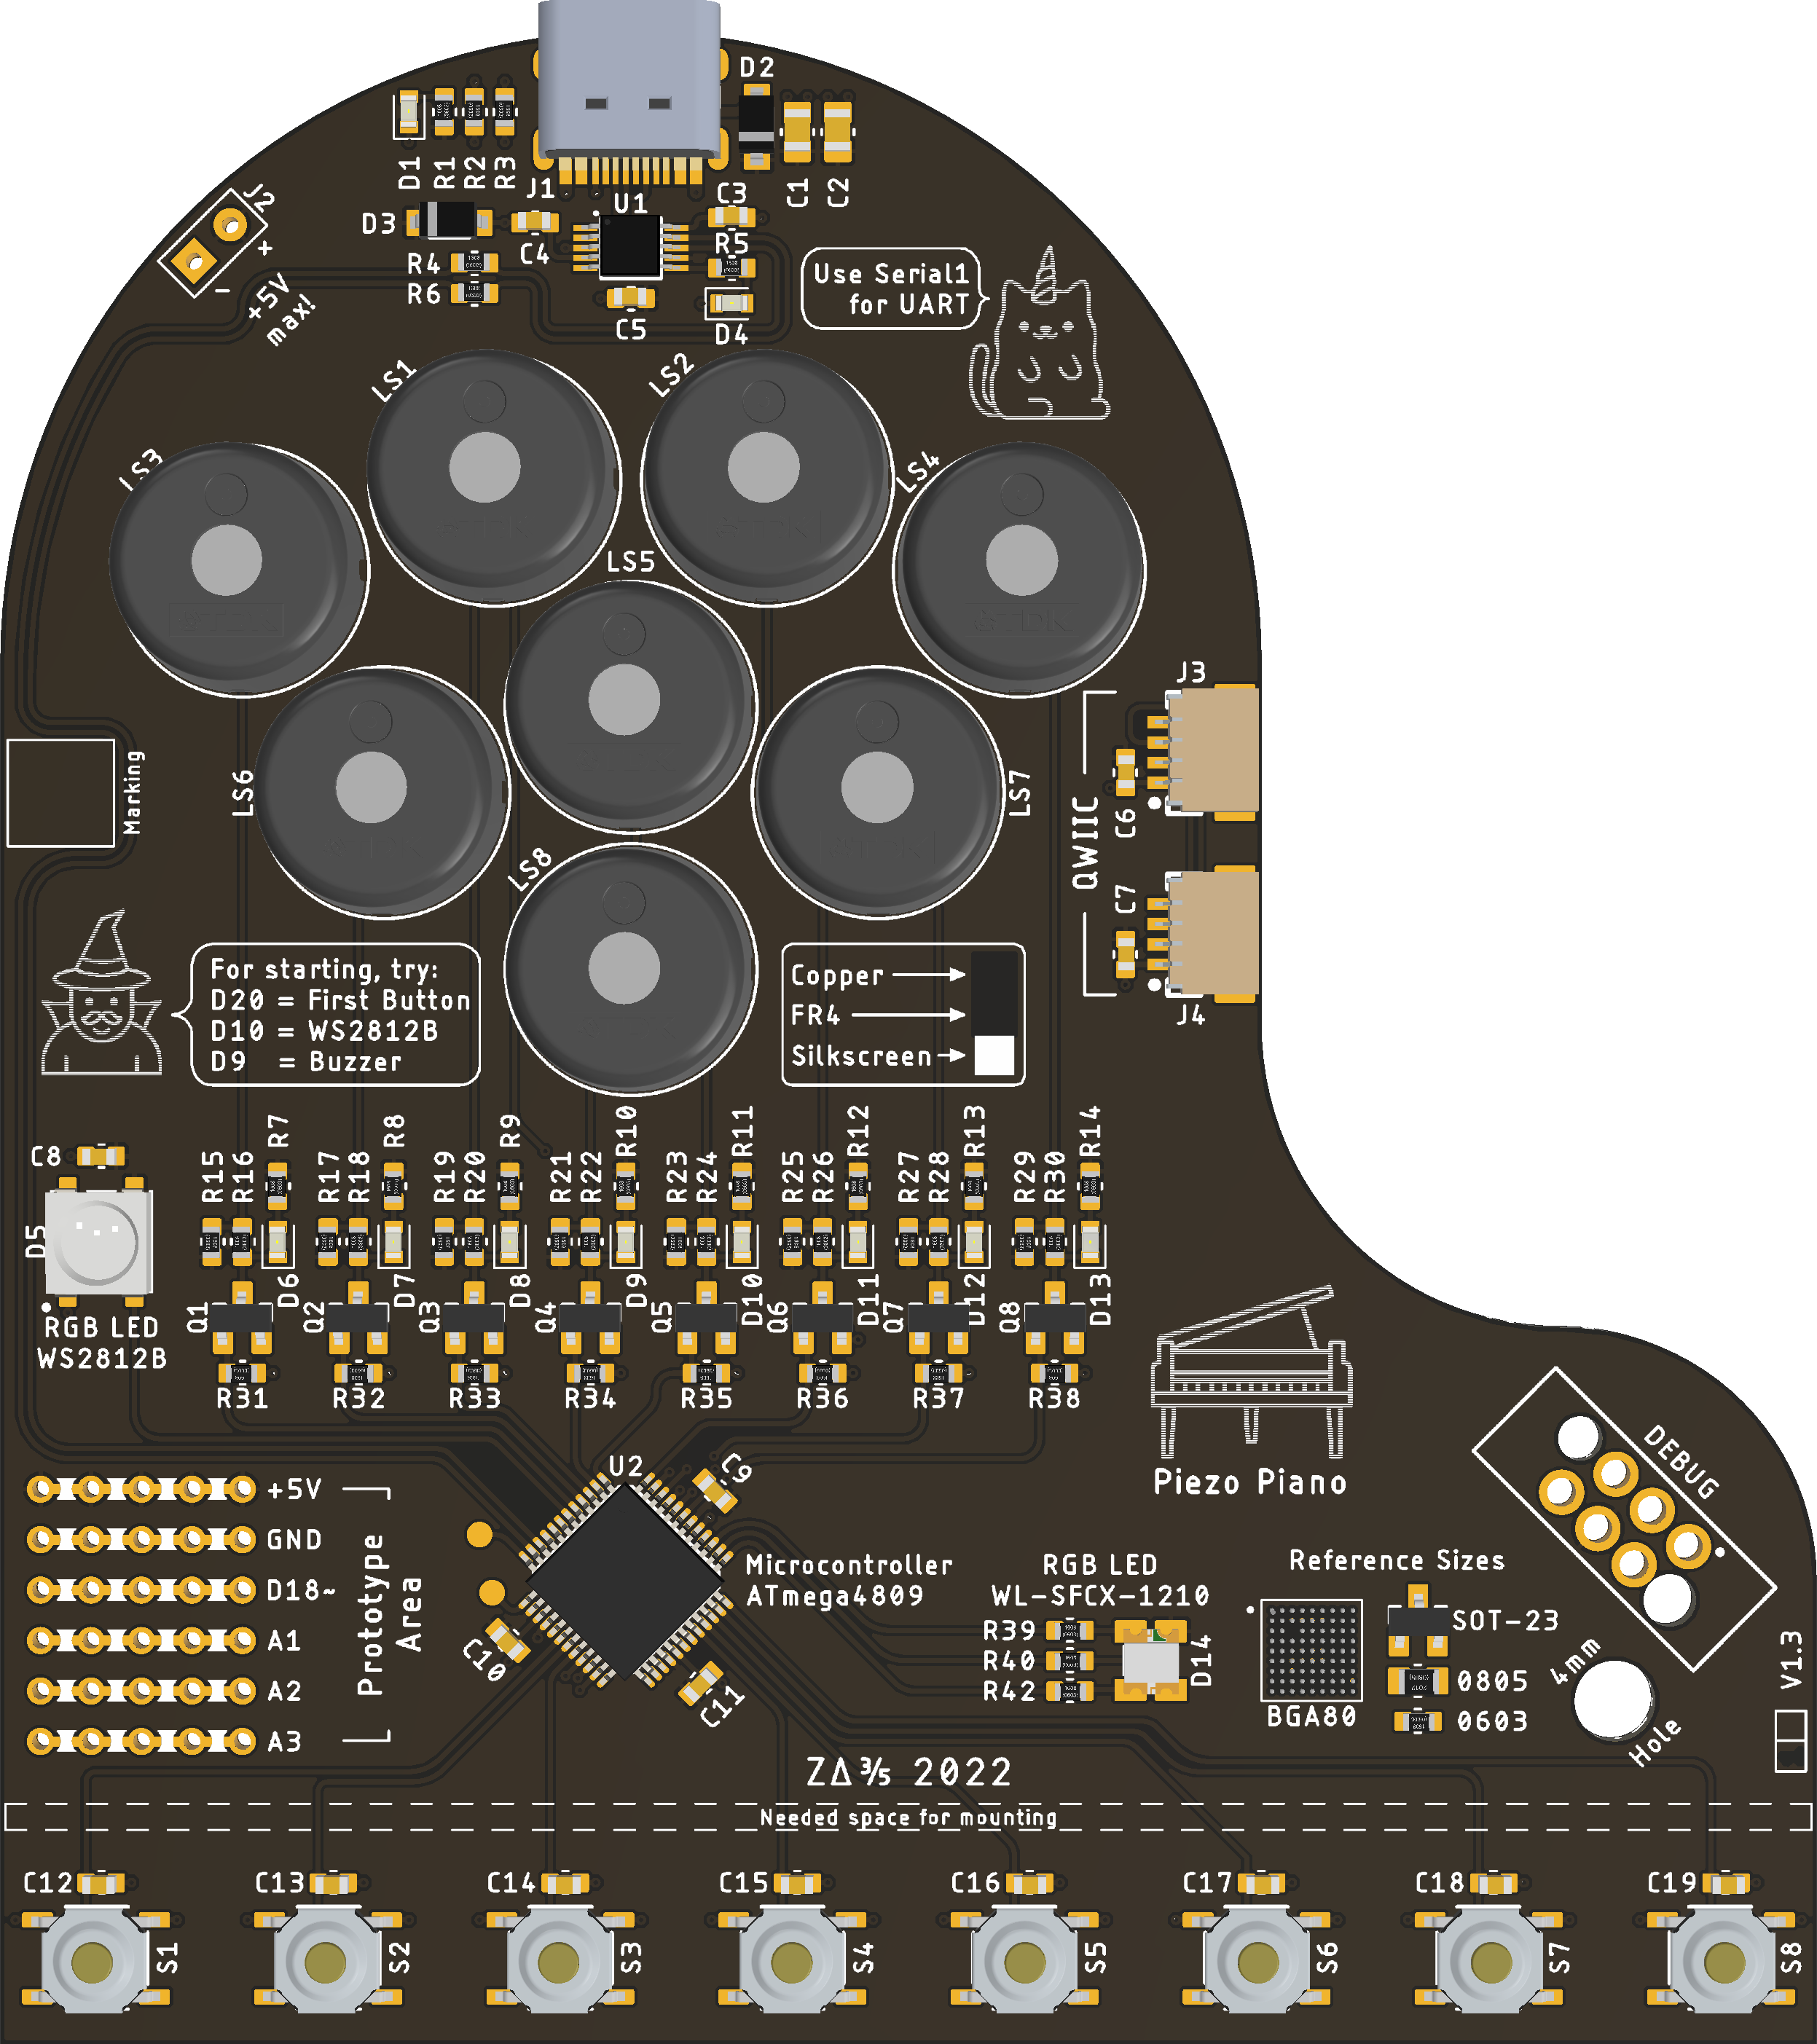 D2
D1
R1
R2
R3
C1
C2
J1
J2
+
-
+5V
max!
D3
C4
U1
C3
R5
R4
R6
C5
D4
Use Serial1
for UART
LS1
LS2
LS3
LS4
LS5
LS6
LS7
LS8
Marking
J3
C6
QWIIC
C7
J4
For starting, try:
D20 = First Button
D10 = WS2812B
D9 = Buzzer
Copper
FR4
Silkscreen
C8
D5
RGB LED
WS2812B
R15
R16
R7
R17
R18
R8
R19
R20
R9
R21
R22
R10
R23
R24
R11
R25
R26
R12
R27
R28
R13
R29
R30
R14
Q1
D6
Q2
D7
Q3
D8
Q4
D9
Q5
D10
Q6
D11
Q7
D12
Q8
D13
R31
R32
R33
R34
R35
R36
R37
R38
Piezo Piano
DEBUG
U2
C9
C10
C11
Microcontroller
ATmega4809
+5V
GND
D18~
A1
A2
A3
Prototype
Area
RGB LED
WL-SFCX-1210
R39
R40
R42
D14
Reference Sizes
BGA80
SOT-23
0805
0603
4mm
Hole
V1.3
ZΔ⅗ 2022
Needed space for mounting
C12
C13
C14
C15
C16
C17
C18
C19
S1
S2
S3
S4
S5
S6
S7
S8